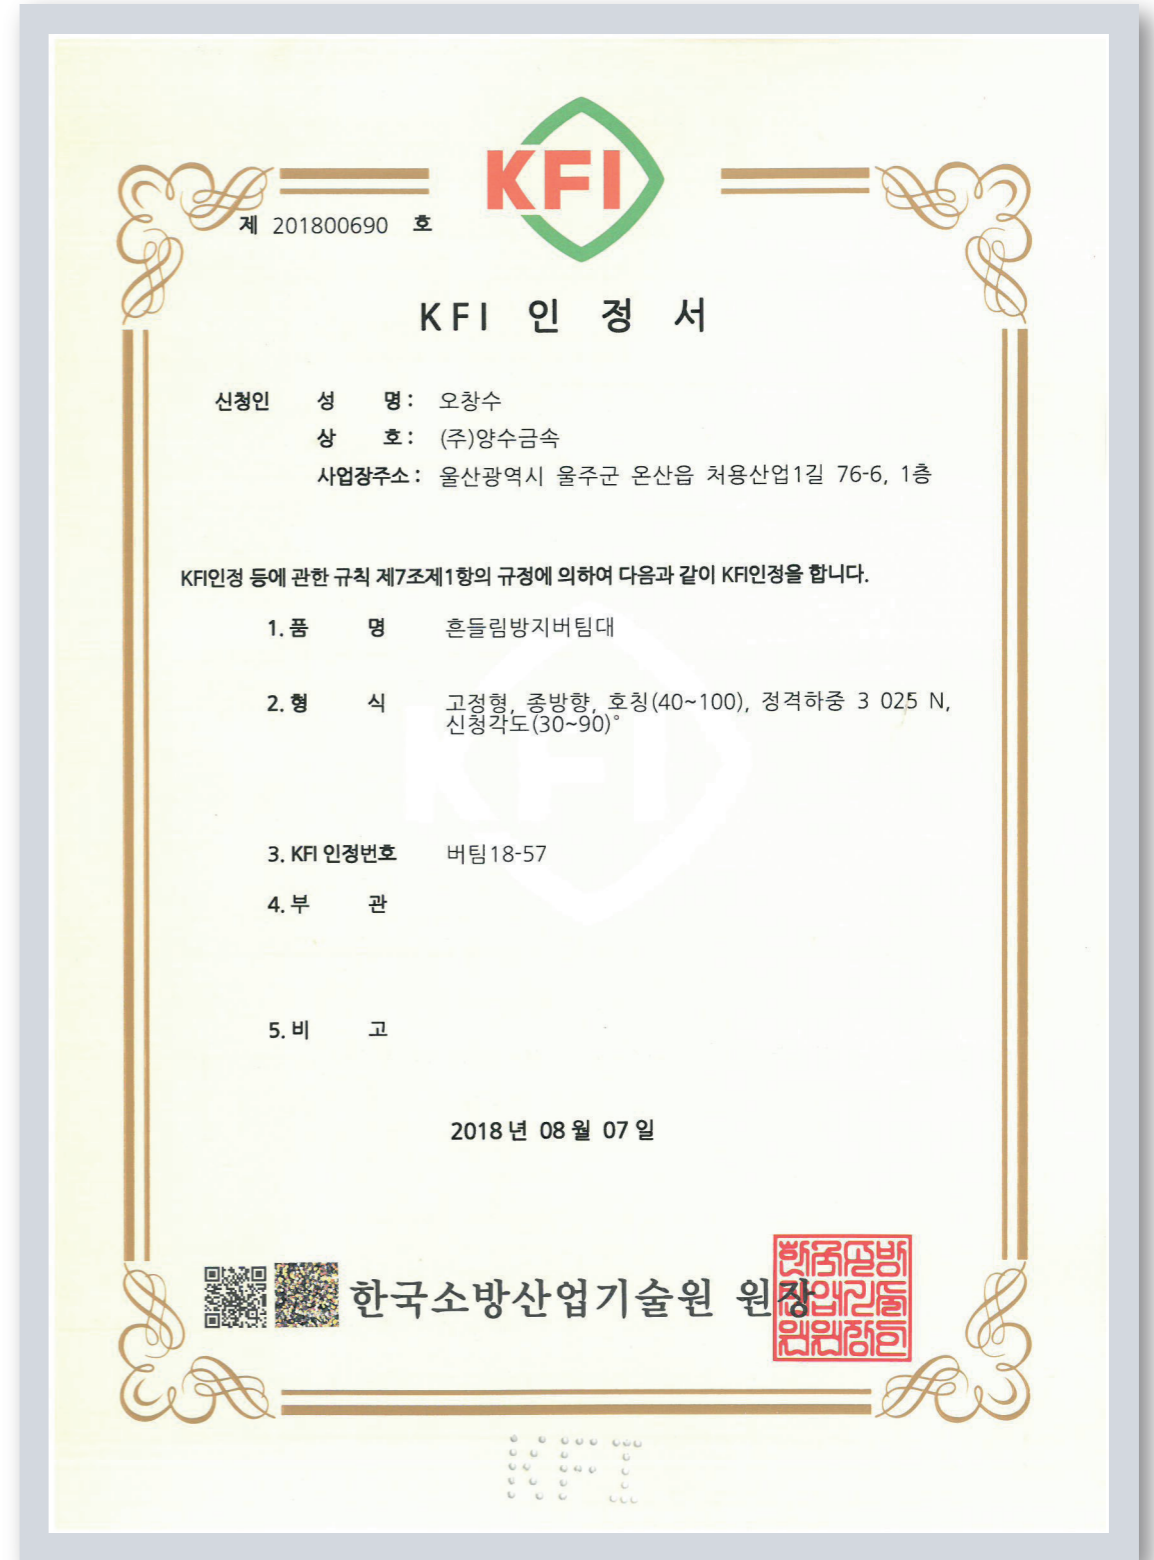 KFI
제 201800690 호
KFI 인 정 서
신청인 성 명 : 오창수
상 호 : (주)양수금속
사업장주소 : 울산광역시 울주군 온산읍 처용산업1길 76-6, 1층
KFI인정 등에 관한 규칙 제7조제1항의 규정에 의하여 다음과 같이 KFI인정을 합니다.
1. 품 명 흔들림방지버팀대
2. 형 식 고정형, 종방향, 호칭(40~100), 정격하중 3 025 N,
신청각도(30~90)°
KFI
3. KFI 인정번호 버팀18-57
4. 부 관
5. 비 고
2018 년 08 월 07 일
한국소방산업기술원 원장
KFI